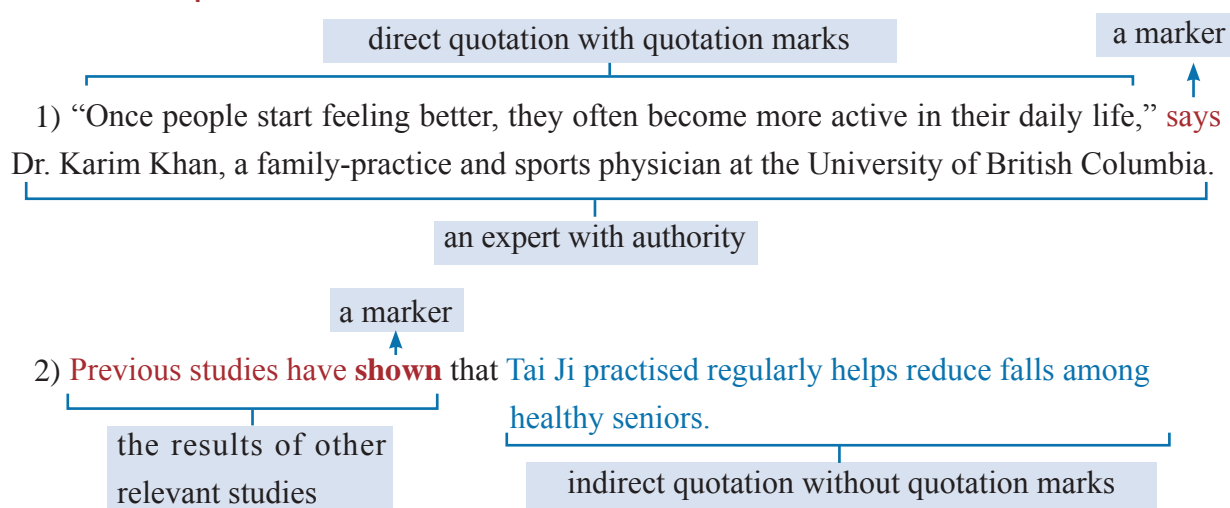 direct quotation with quotation marks
a marker
1) “Once people start feeling better, they often become more active in their daily life,” says
Dr. Karim Khan, a family-practice and sports physician at the University of British Columbia.
an expert with authority
a marker
2) Previous studies have shown that Tai Ji practised regularly helps reduce falls among
healthy seniors.
the results of other
relevant studies
indirect quotation without quotation marks